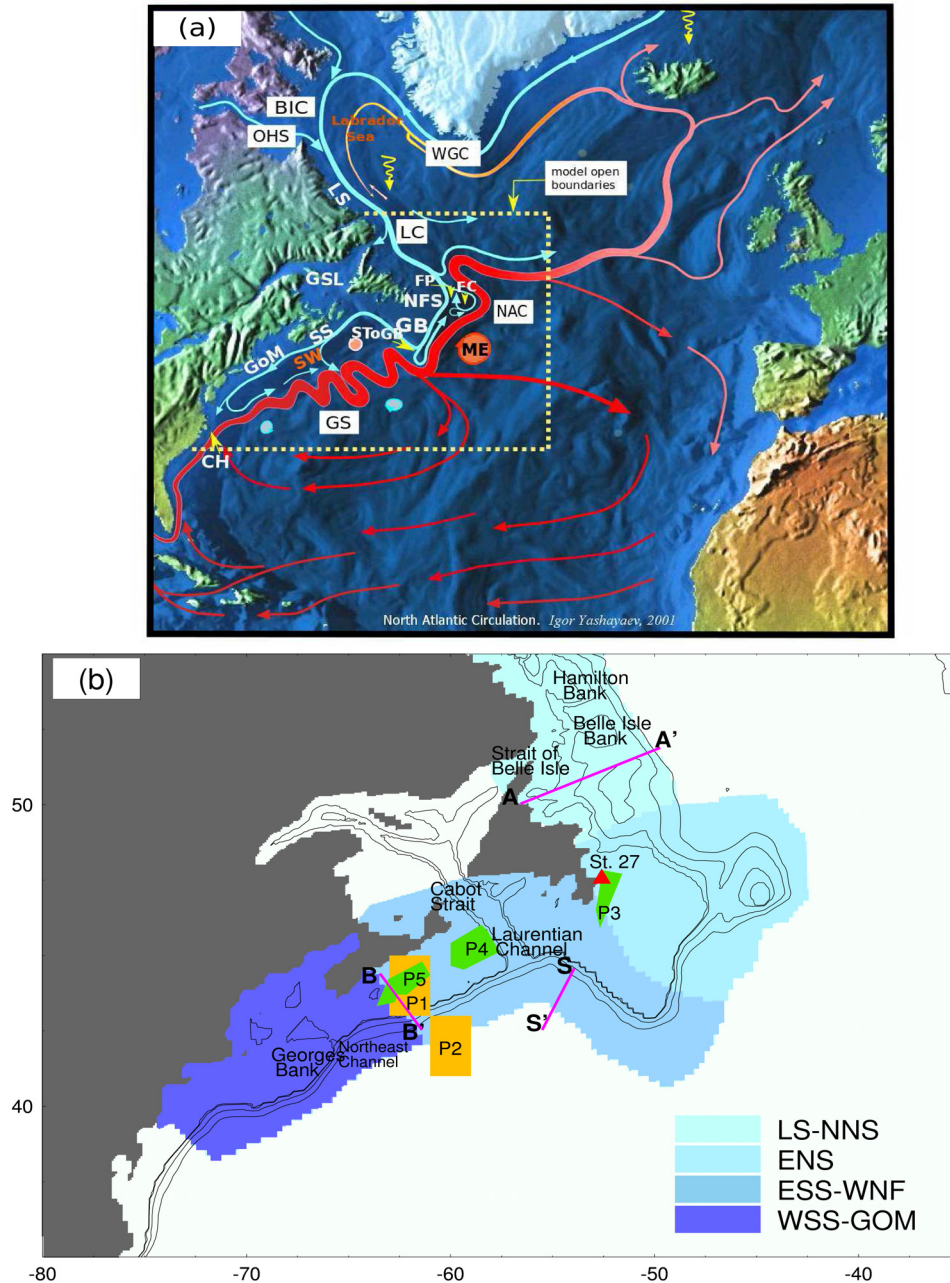 (a)
BIC
OHS
Labrador
Sea
WGC
LS
model open
boundaries
LC
GSL
FP
FC
NFS
NAC
GB
SToGB
SS
GoM
SW
ME
GS
CH
North Atlantic Circulation. Igor Yashayaev, 2001
(b)
Hamilton
Bank
Belle Isle
Bank
A’
Strait of
Belle Isle
A
50
St. 27
P3
Cabot
Strait
Laurentian
Channel
P4
S
B
P5
P1
B’
S’
P2
Northeast
Channel
Georges
Bank
40
LS-NNS
ENS
ESS-WNF
WSS-GOM
-80
-70
-60
-50
-40